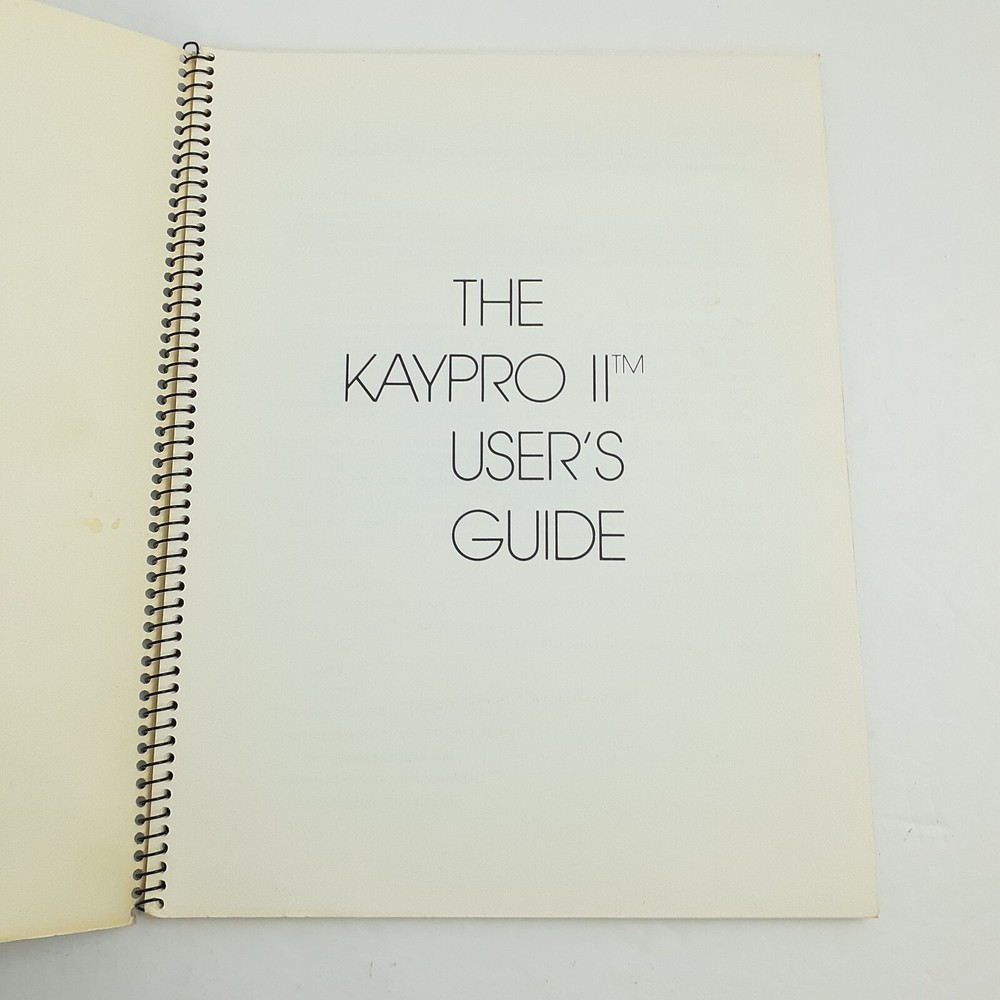 THE
KAYPRO II™
USER'S
GUIDE